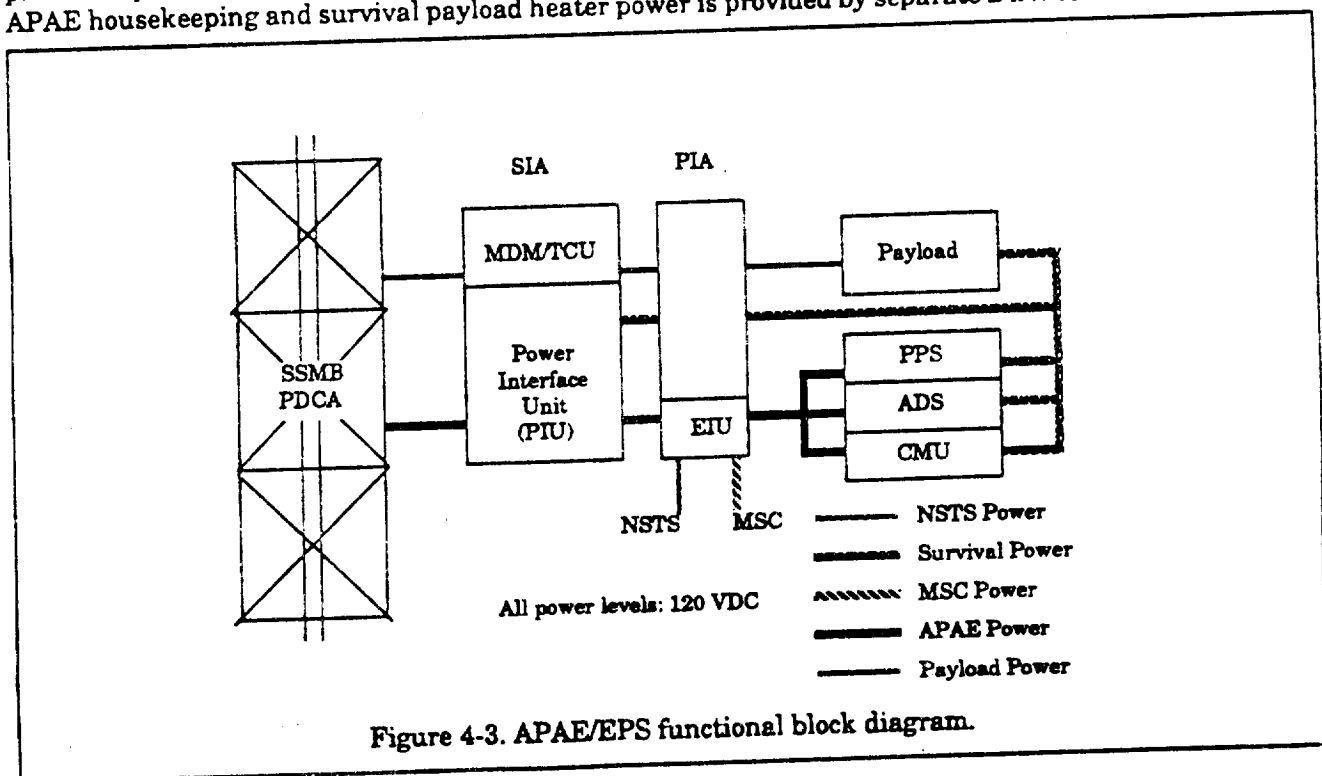 APAE housekeeping and survival payload heater power is provided by separate
SIA
PIA
MDM/TCU
Payload
Power
Interface
Unit
(PIU)
SSMB
PDCA
EIU
PPS
ADS
CMU
NSTS
MSC
NSTS Power
Survival Power
MSC Power
APAE Power
Payload Power
All power levels: 120 VDC
Figure 4-3. APAE/EPS functional block diagram.